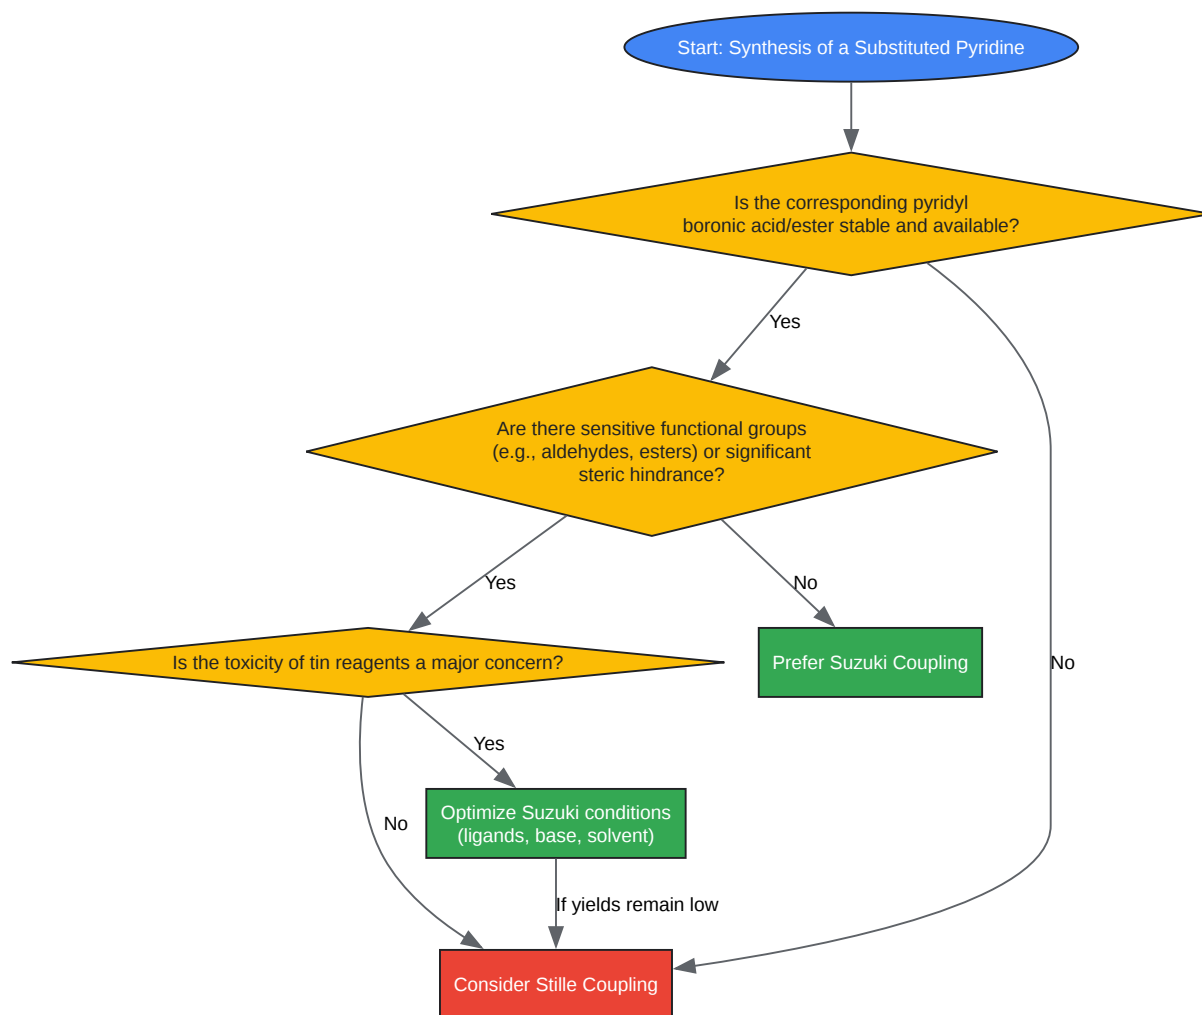 Start: Synthesis of a Substituted Pyridine
Is the corresponding pyridyl
boronic acid/ester stable and available?
Yes
Are there sensitive functional groups
(e.g., aldehydes, esters) or significant
steric hindrance?
Yes
No
Is the toxicity of tin reagents a major concern?
Prefer Suzuki Coupling
No
Yes
Optimize Suzuki conditions
(ligands, base, solvent)
No
If yields remain low
Consider Stille Coupling